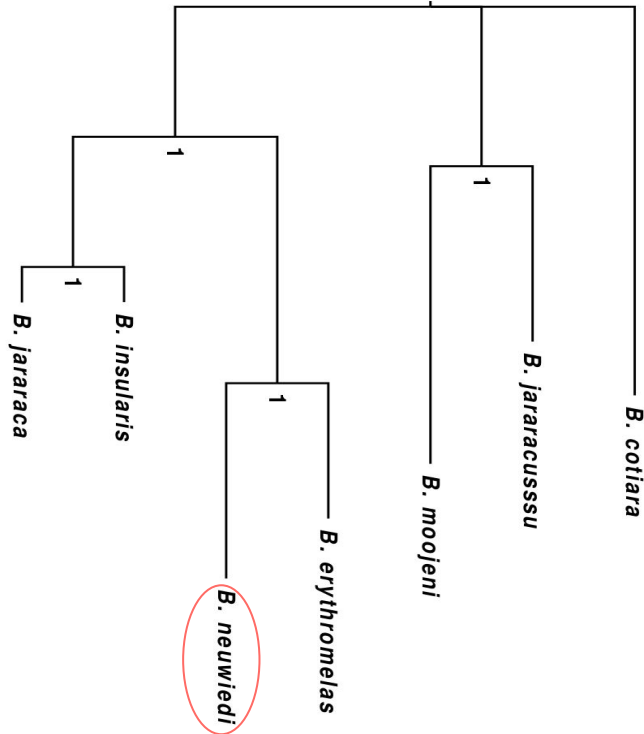 B. cotiara
B. jararacusssu
1
B. moojeni
B. erythromelas
1
B. neuwiedi
1
B. insularis
1
B. jararaca